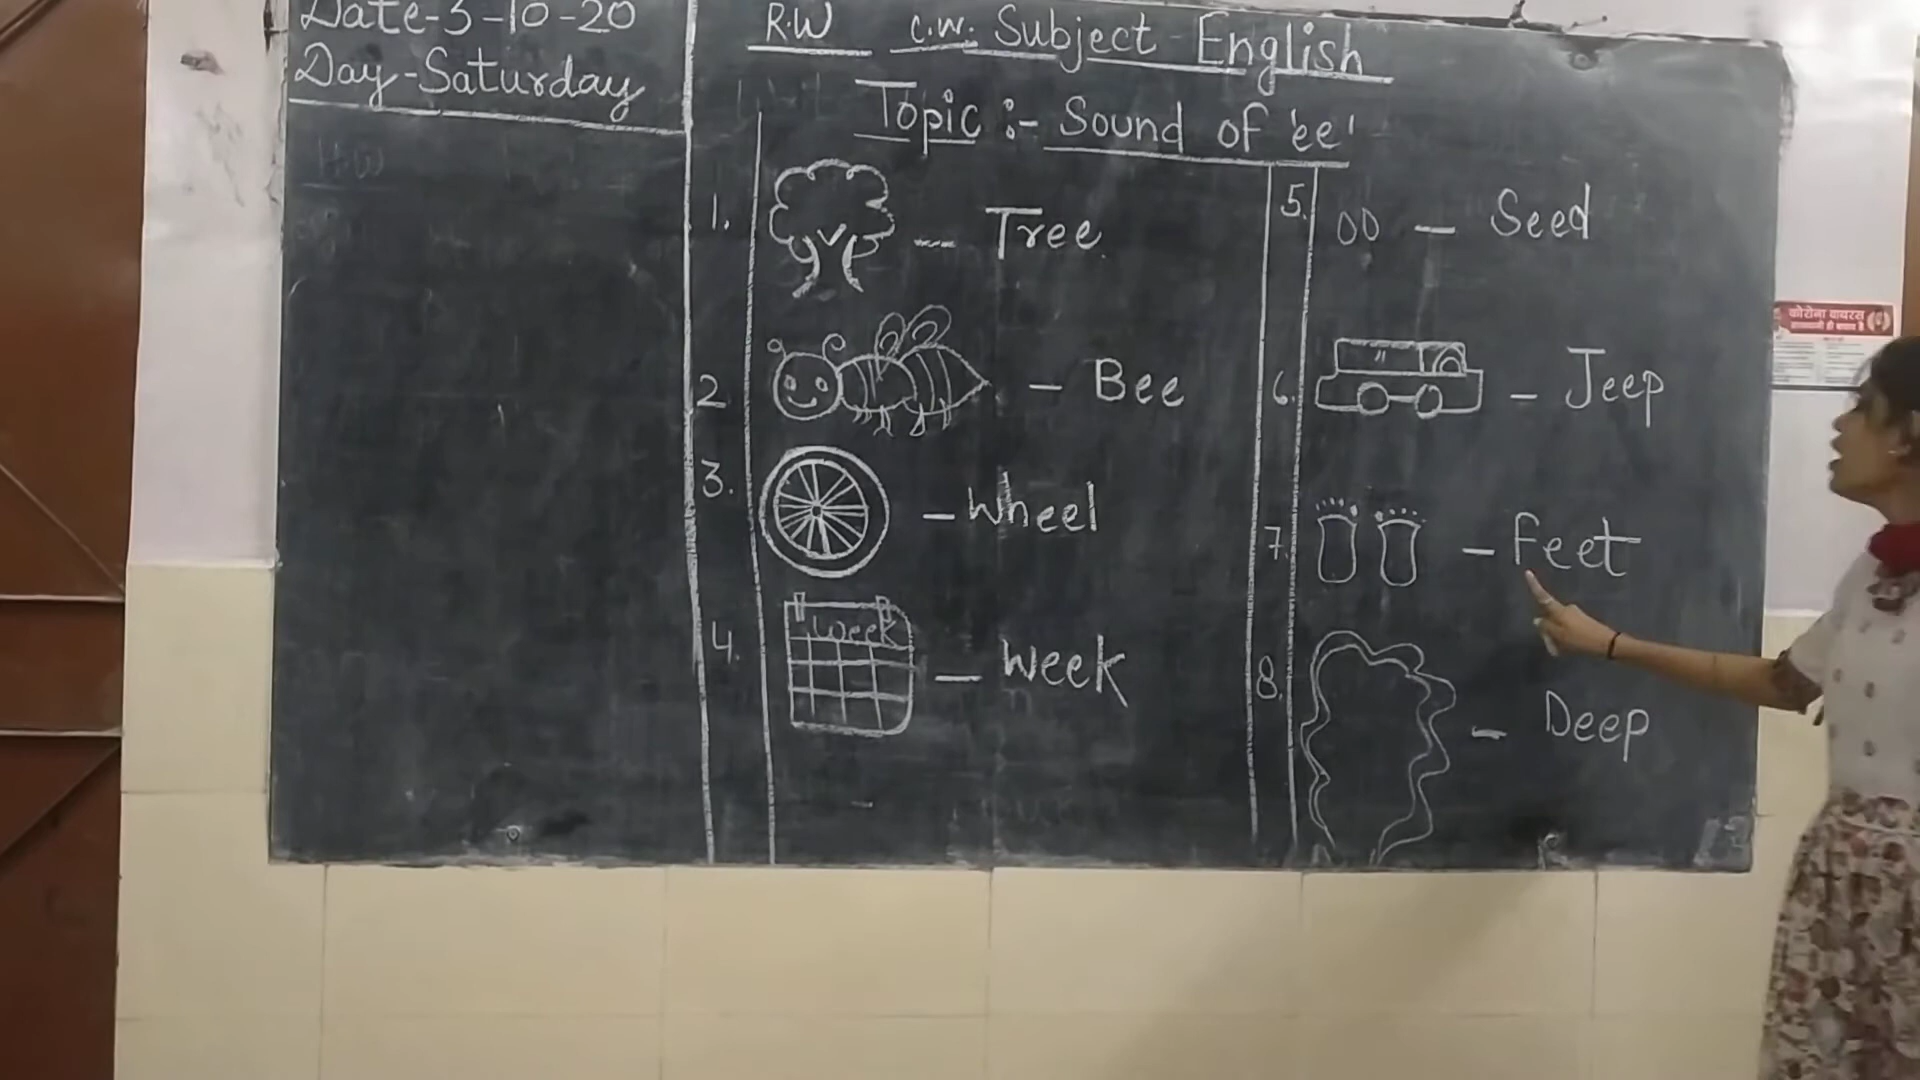 Date-3-10-20
Day-Saturday
R.W C.W. Subject - English
Topic :- Sound of 'ee'
1. - Tree
2 - Bee
3. - Wheel
4. Week - Week
5. - Seed
6. - Jeep
7. - Feet
8. - Deep
H.W
कोरोना वायरस